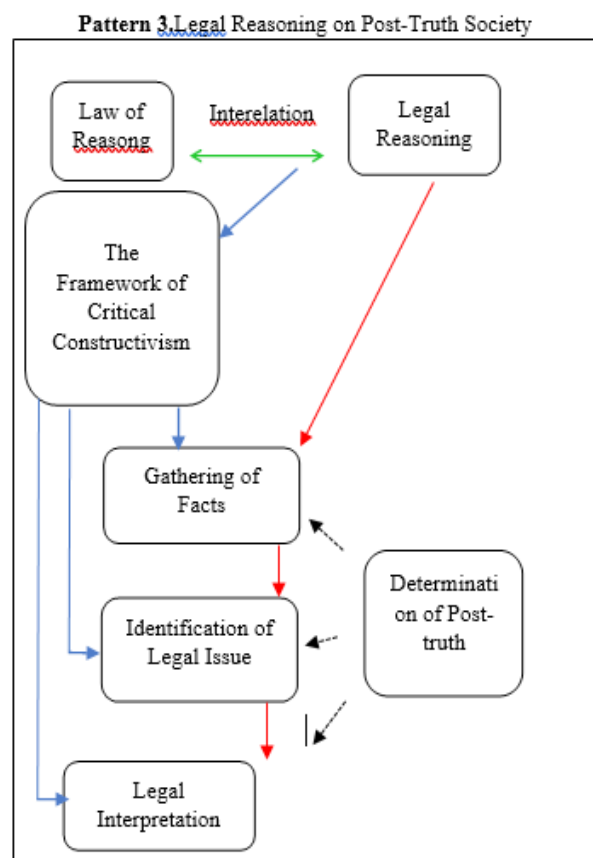 Pattern 3.Legal Reasoning on Post-Truth Society
Law of
Reasong
Interelation
Legal
Reasoning
The
Framework of
Critical
Constructivism
Gathering of
Facts
Identification of
Legal Issue
Determinati
on of Post-
truth
Legal
Interpretation